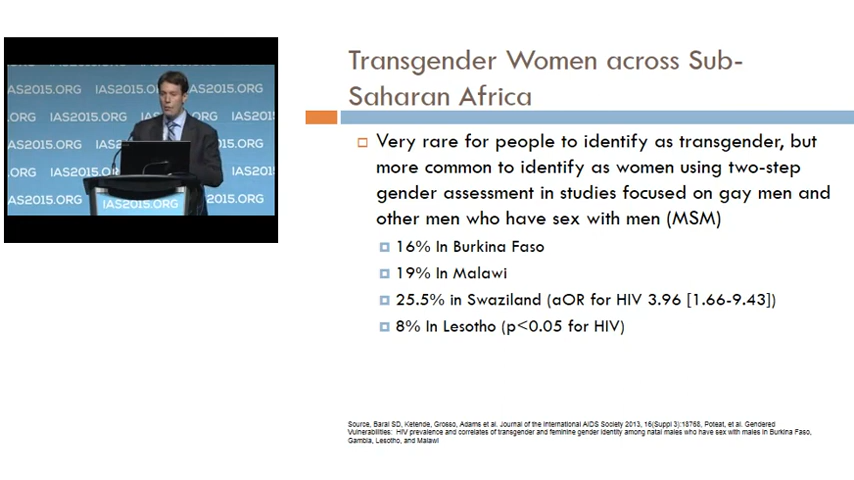 IAS2015.ORG IAS2015.ORG
.ORG IAS2015.ORG
IAS2015.ORG 2015.ORG
.ORG IAS2015
IAS2015.ORG 2015.ORG
IAS2015.ORG
Transgender Women across Sub-
Saharan Africa
Very rare for people to identify as transgender, but
more common to identify as women using two-step
gender assessment in studies focused on gay men and
other men who have sex with men (MSM)
16% In Burkina Faso
19% In Malawi
25.5% in Swaziland (aOR for HIV 3.96 [1.66-9.43])
8% In Lesotho (p<0.05 for HIV)
Source, Baral SD, Ketende, Grosso, Adams et al. Journal of the International AIDS Society 2013, 16(Suppl 3):18768, Poteat, et al. Gendered
Vulnerabilities: HIV prevalence and correlates of transgender and feminine gender identity among natal males who have sex with males in Burkina Faso,
Gambia, Lesotho, and Malawi